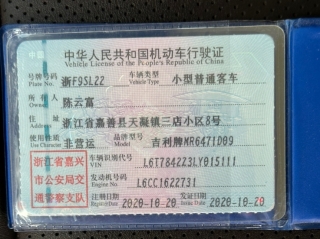 中华人民共和国机动车行驶证
Vehicle License of the People's Republic of China
号牌号码 浙F9SL22 车辆类型 小型普通客车
Plate No. Vehicle Type
所有人 陈云富
Owner
住址 浙江省嘉善县天凝镇三店小区8号
使用性质 非营运 品牌型号 吉利牌MR6471D09
Use Character Model
浙江省嘉兴
市公安局交
通警察支队
车辆识别代号 L6T784223LY015111
VIN
发动机号码 L6CC1622731
Engine No.
注册日期 2020-10-20 发证日期 2020-10-20
Register Date Issue Date